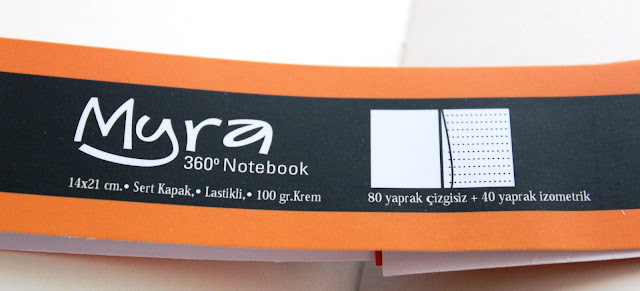 Myra
360º Notebook
14x21 cm.• Sert Kapak,• Lastikli,• 100 gr.Krem
80 yaprak çizgisiz + 40 yaprak izometrik